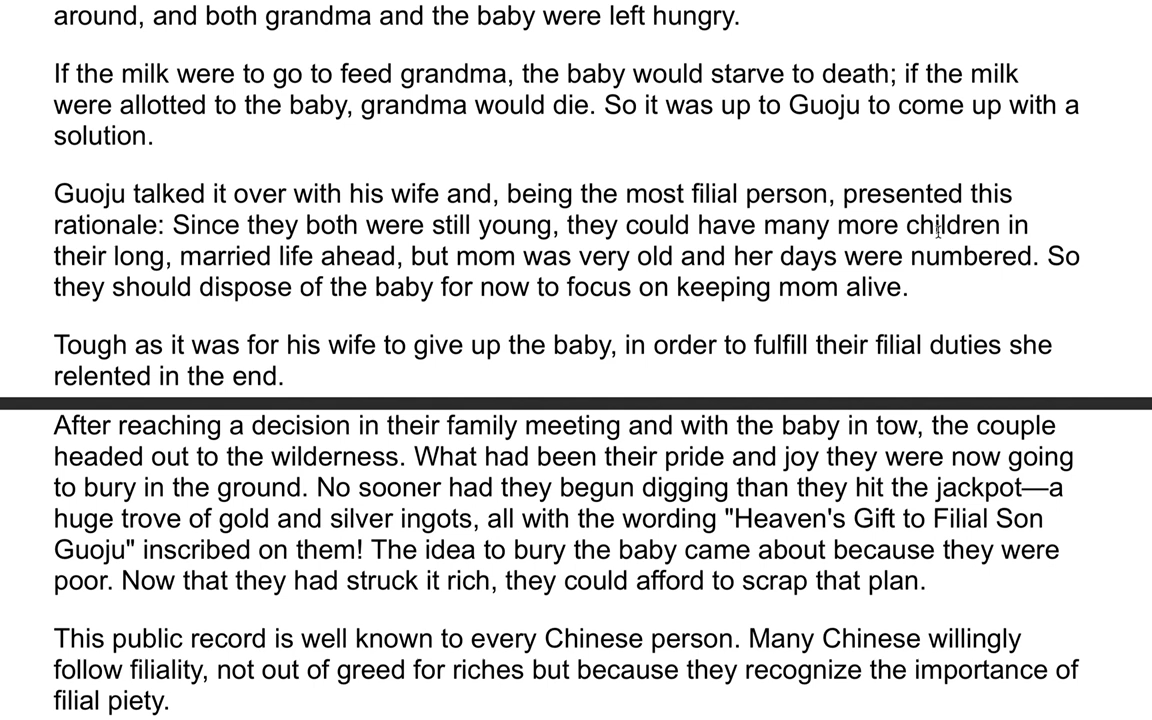 around, and both grandma and the baby were left hungry.
If the milk were to go to feed grandma, the baby would starve to death; if the milk
were allotted to the baby, grandma would die. So it was up to Guoju to come up with a
solution.
Guoju talked it over with his wife and, being the most filial person, presented this
rationale: Since they both were still young, they could have many more children in
their long, married life ahead, but mom was very old and her days were numbered. So
they should dispose of the baby for now to focus on keeping mom alive.
Tough as it was for his wife to give up the baby, in order to fulfill their filial duties she
relented in the end.
After reaching a decision in their family meeting and with the baby in tow, the couple
headed out to the wilderness. What had been their pride and joy they were now going
to bury in the ground. No sooner had they begun digging than they hit the jackpot—a
huge trove of gold and silver ingots, all with the wording "Heaven's Gift to Filial Son
Guoju" inscribed on them! The idea to bury the baby came about because they were
poor. Now that they had struck it rich, they could afford to scrap that plan.
This public record is well known to every Chinese person. Many Chinese willingly
follow filiality, not out of greed for riches but because they recognize the importance of
filial piety.